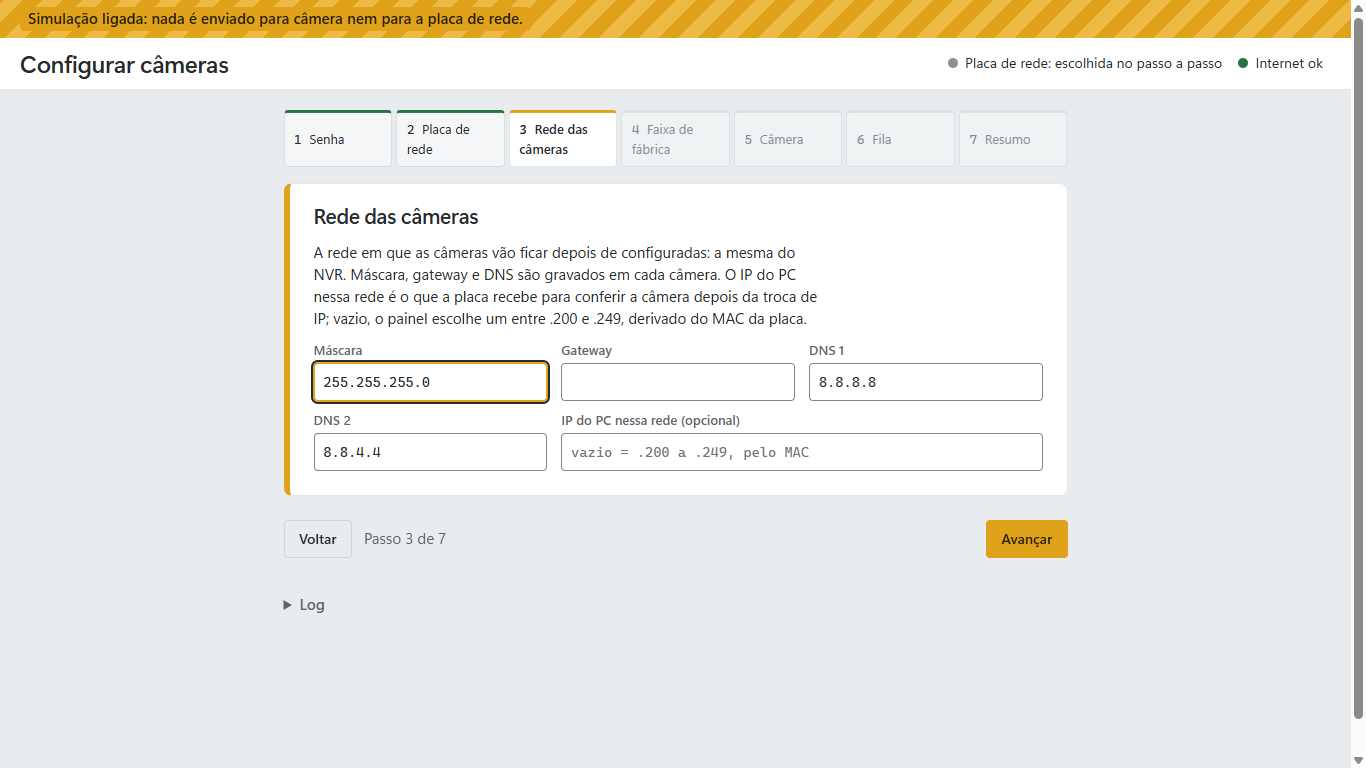 Simulação ligada: nada é enviado para câmera nem para a placa de rede.
Configurar câmeras
Placa de rede: escolhida no passo a passo
Internet ok
1 Senha
2 Placa de
rede
3 Rede das
câmeras
4 Faixa de
fábrica
5 Câmera
6 Fila
7 Resumo
Rede das câmeras
A rede em que as câmeras vão ficar depois de configuradas: a mesma do
NVR. Máscara, gateway e DNS são gravados em cada câmera. O IP do PC
nessa rede é o que a placa recebe para conferir a câmera depois da troca de
IP; vazio, o painel escolhe um entre .200 e .249, derivado do MAC da placa.
Máscara
255.255.255.0
Gateway
DNS 1
8.8.8.8
DNS 2
8.8.4.4
IP do PC nessa rede (opcional)
vazio = .200 a .249, pelo MAC
Voltar
Passo 3 de 7
Avançar
Log